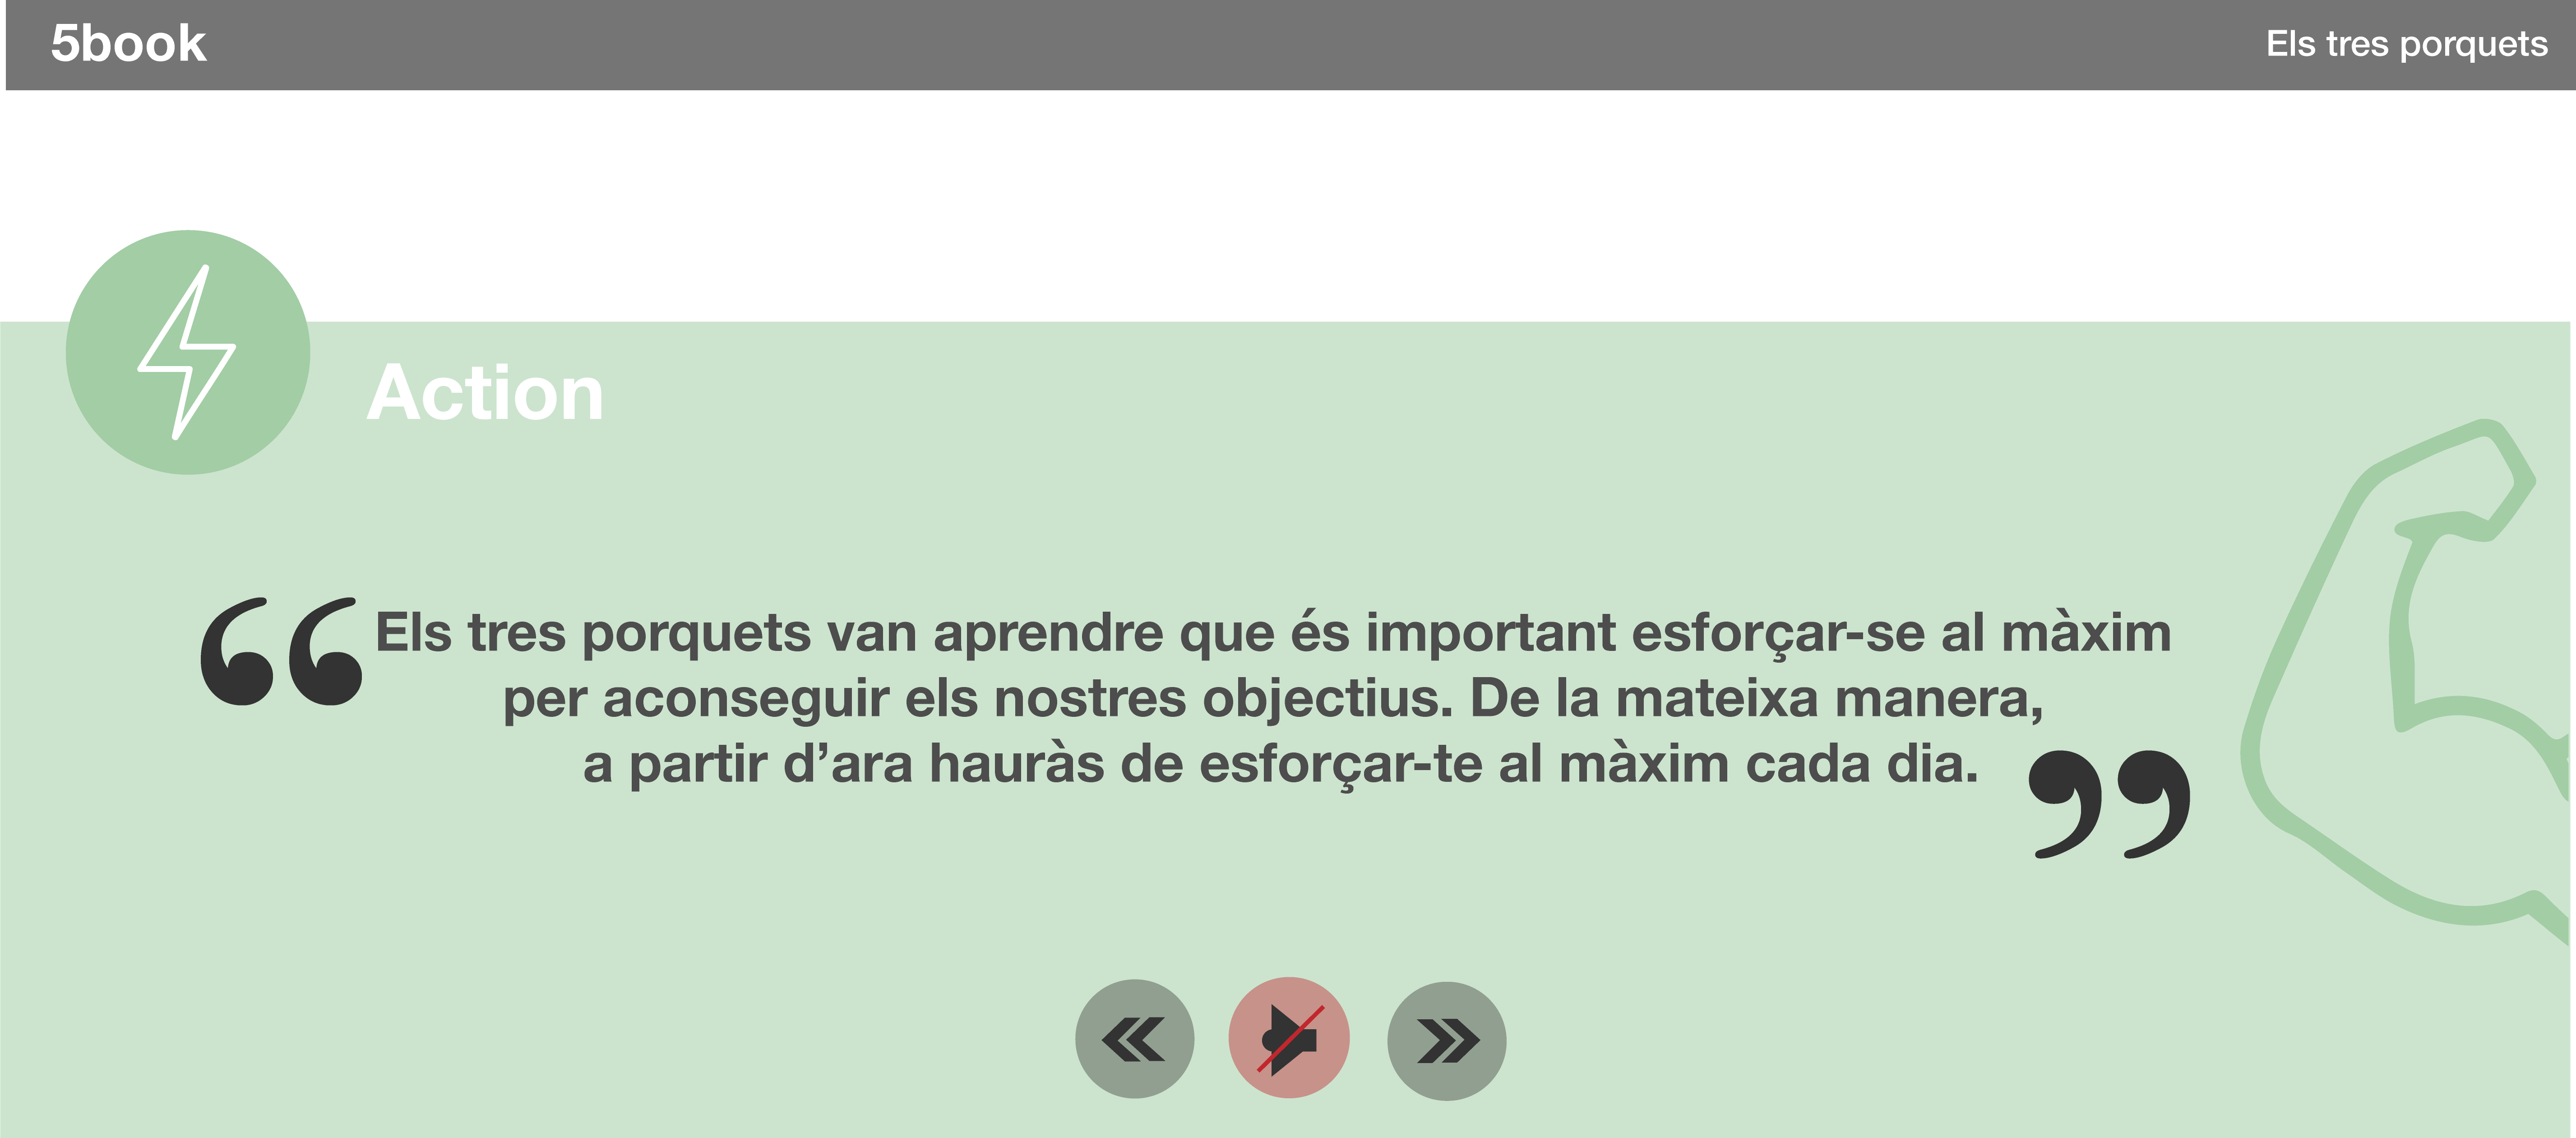 5book
Els tres porquets
Action
“Els tres porquets van aprendre que és important esforçar-se al màxim
per aconseguir els nostres objectius. De la mateixa manera,
a partir d’ara hauràs de esforçar-te al màxim cada dia.”